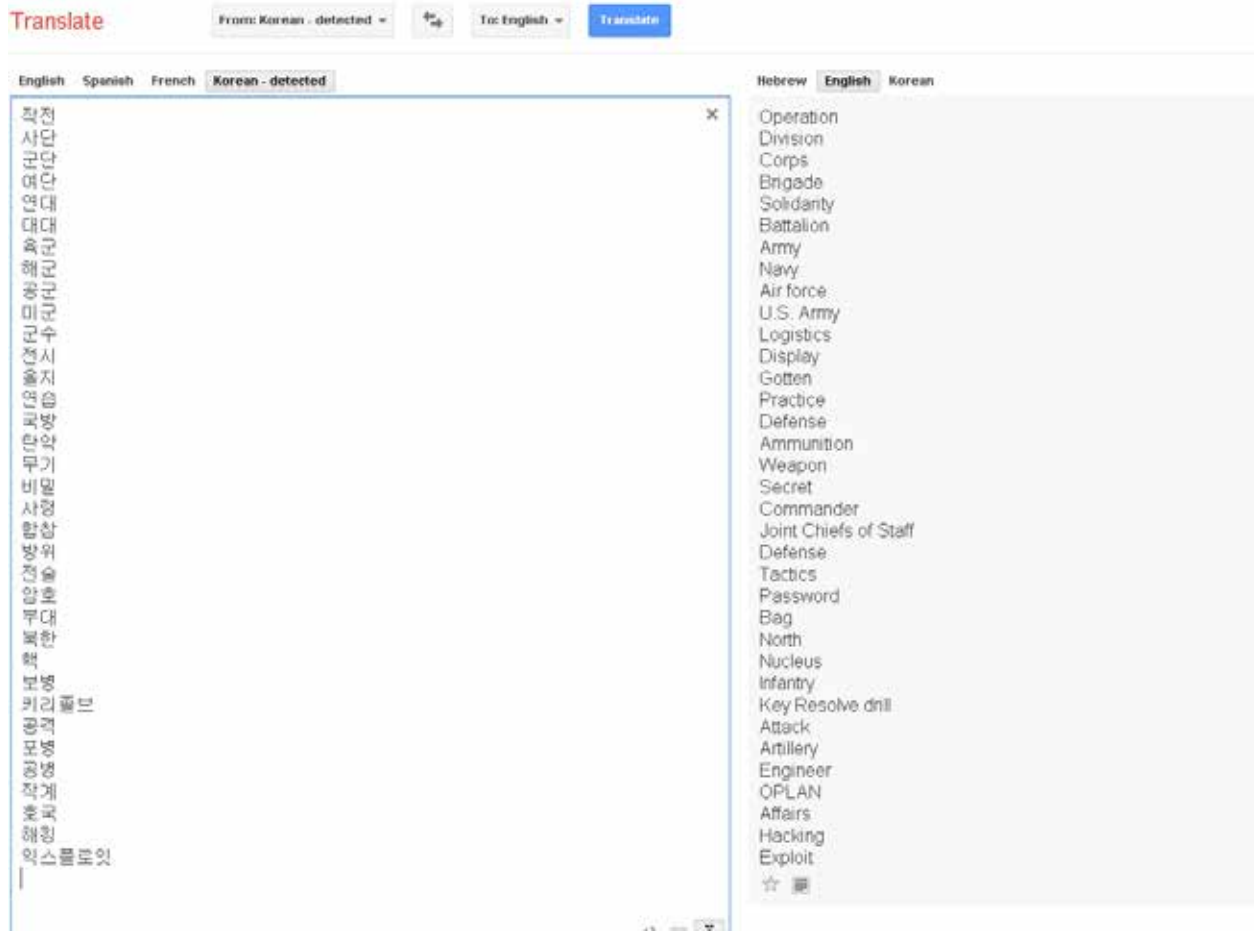 Translate
From: Korean - detected
To: English
Translate
English Spanish French Korean - detected
작전
사단
군단
여단
연대
대대
육군
해군
공군
미군
군수
전시
을지
연습
국방
탄약
무기
비밀
사령
합참
방위
전술
암호
부대
북한
핵
보병
키리졸브
공격
포병
공병
작계
호국
해킹
익스플로잇
Hebrew English Korean
Operation
Division
Corps
Brigade
Solidarity
Battalion
Army
Navy
Air force
U.S. Army
Logistics
Display
Gotten
Practice
Defense
Ammunition
Weapon
Secret
Commander
Joint Chiefs of Staff
Defense
Tactics
Password
Bag
North
Nucleus
Infantry
Key Resolve drill
Attack
Artillery
Engineer
OPLAN
Affairs
Hacking
Exploit